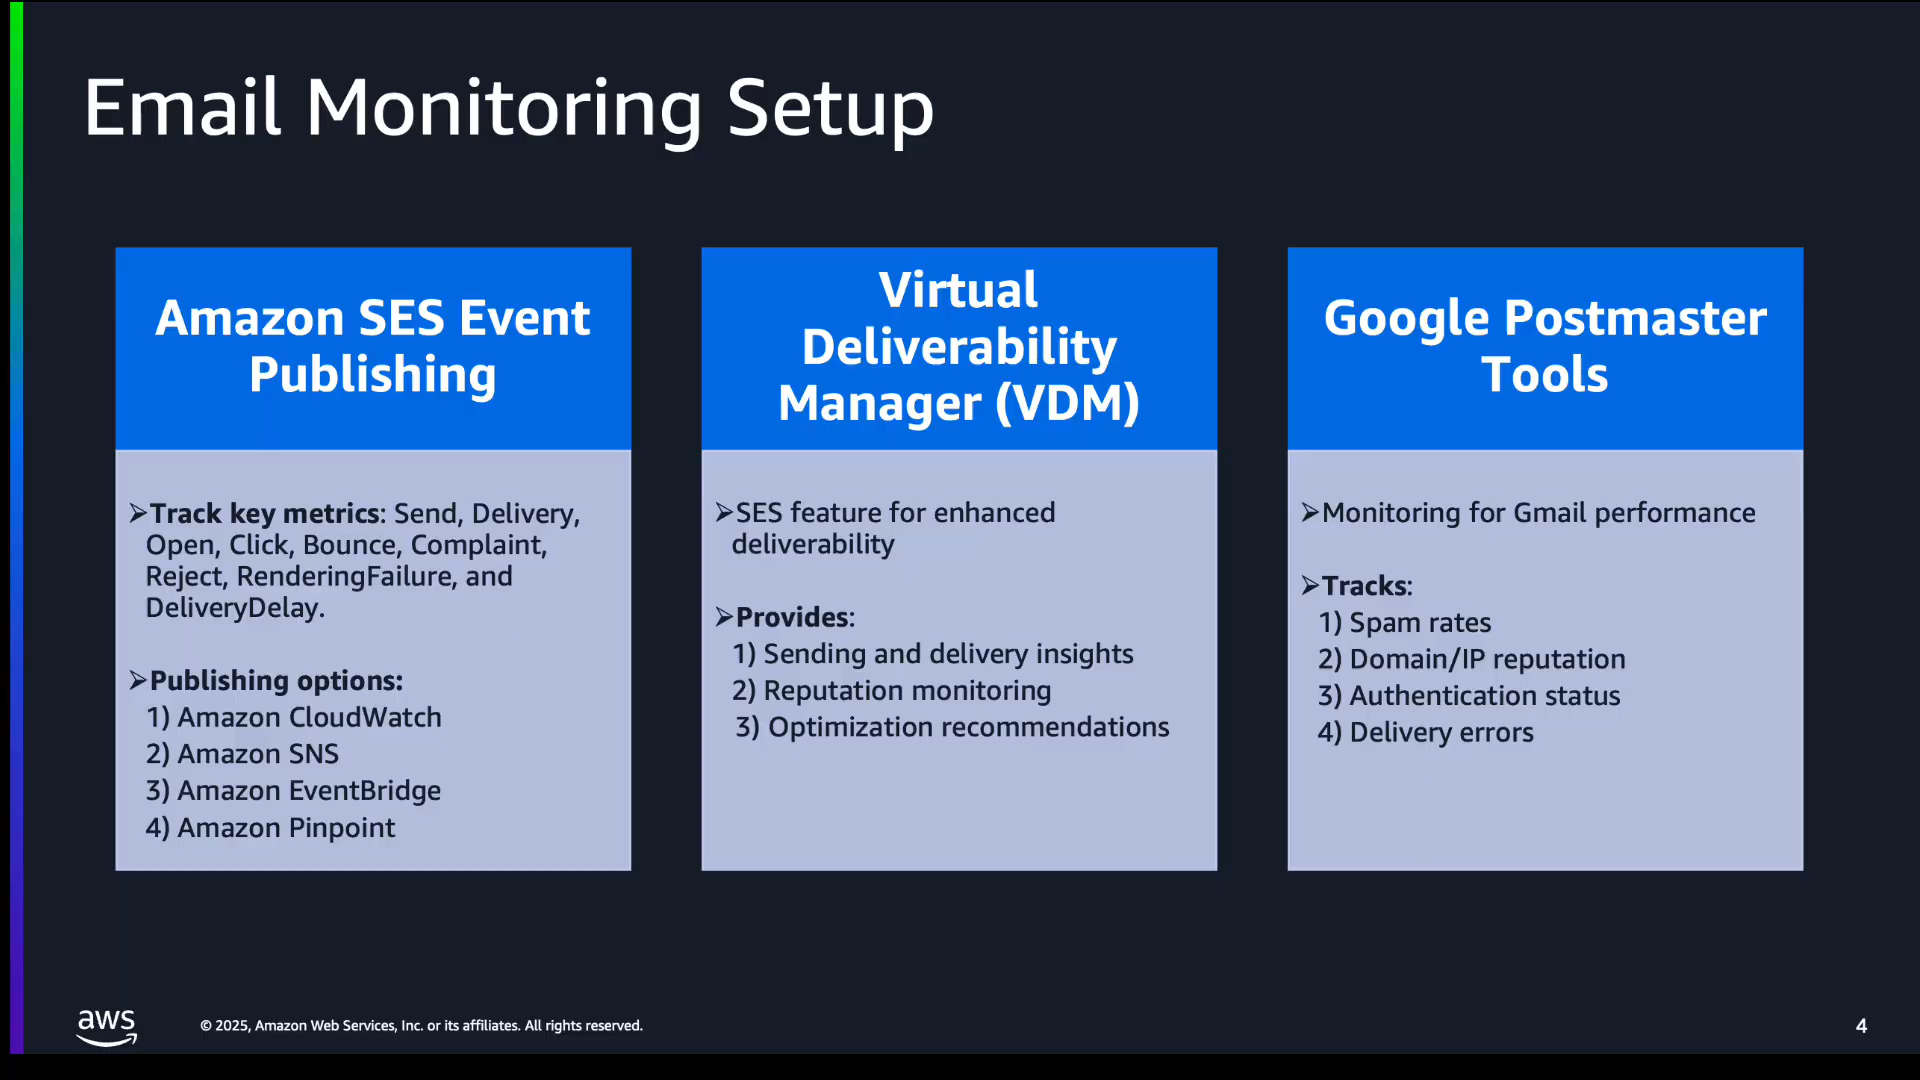 Email Monitoring Setup
Amazon SES Event
Publishing
➢Track key metrics: Send, Delivery,
Open, Click, Bounce, Complaint,
Reject, RenderingFailure, and
DeliveryDelay.
➢Publishing options:
1) Amazon CloudWatch
2) Amazon SNS
3) Amazon EventBridge
4) Amazon Pinpoint
Virtual
Deliverability
Manager (VDM)
➢SES feature for enhanced
deliverability
➢Provides:
1) Sending and delivery insights
2) Reputation monitoring
3) Optimization recommendations
Google Postmaster
Tools
➢Monitoring for Gmail performance
➢Tracks:
1) Spam rates
2) Domain/IP reputation
3) Authentication status
4) Delivery errors
aws
© 2025, Amazon Web Services, Inc. or its affiliates. All rights reserved.
4